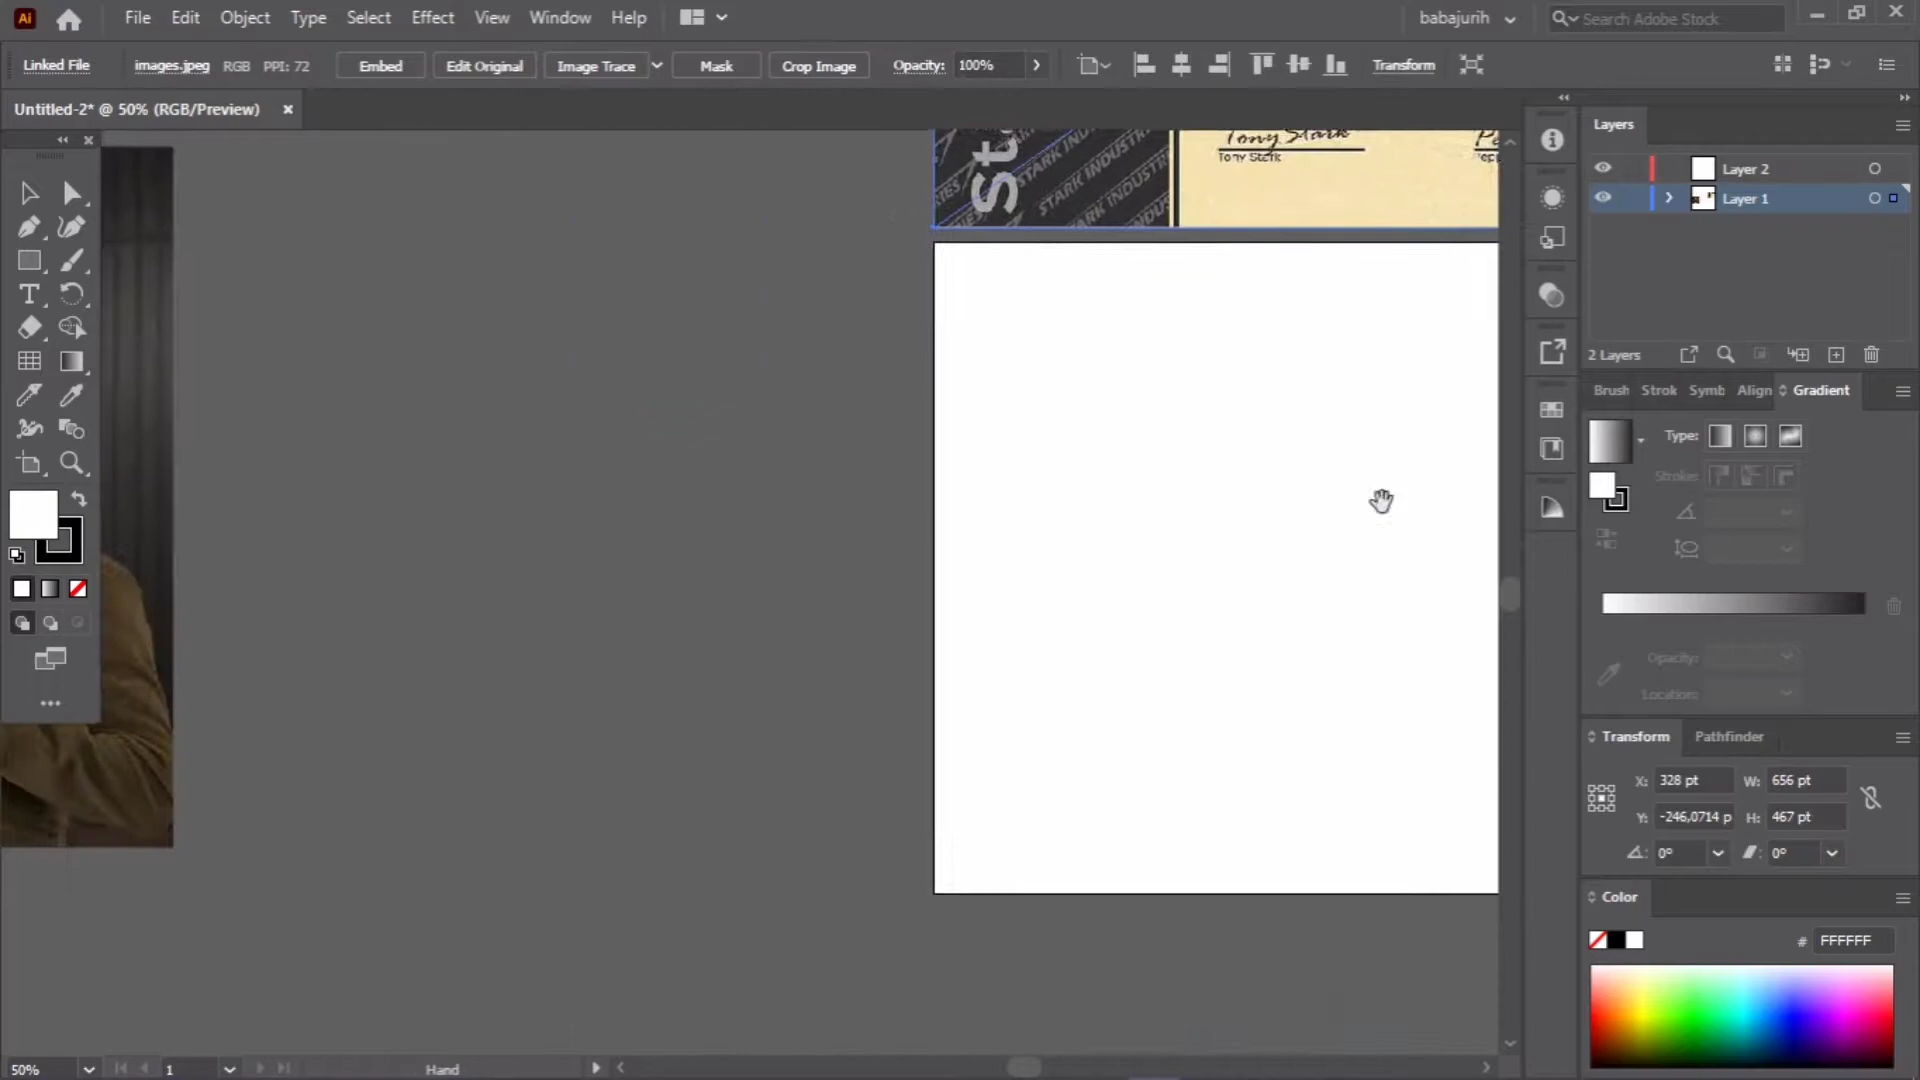 Ai File Edit Object Type Select Effect View Window Help babajurih Search Adobe Stock
Linked File images.jpeg RGB PPI: 72 Embed Edit Original Image Trace Mask Crop Image Opacity: 100% Transform
Untitled-2* @ 50% (RGB/Preview)
Layers
Layer 2
Layer 1
2 Layers
STARK INDUSTRIES
STARK INDUSTR
Tony Stark
Tony Stark
Brush Strok Symb Align Gradient
Type:
Stroke:
Opacity:
Location:
Transform Pathfinder
X: 328 pt W: 656 pt
Y: -246,0714 p H: 467 pt
0° 0°
Color
# FFFFFF
50% 1 Hand